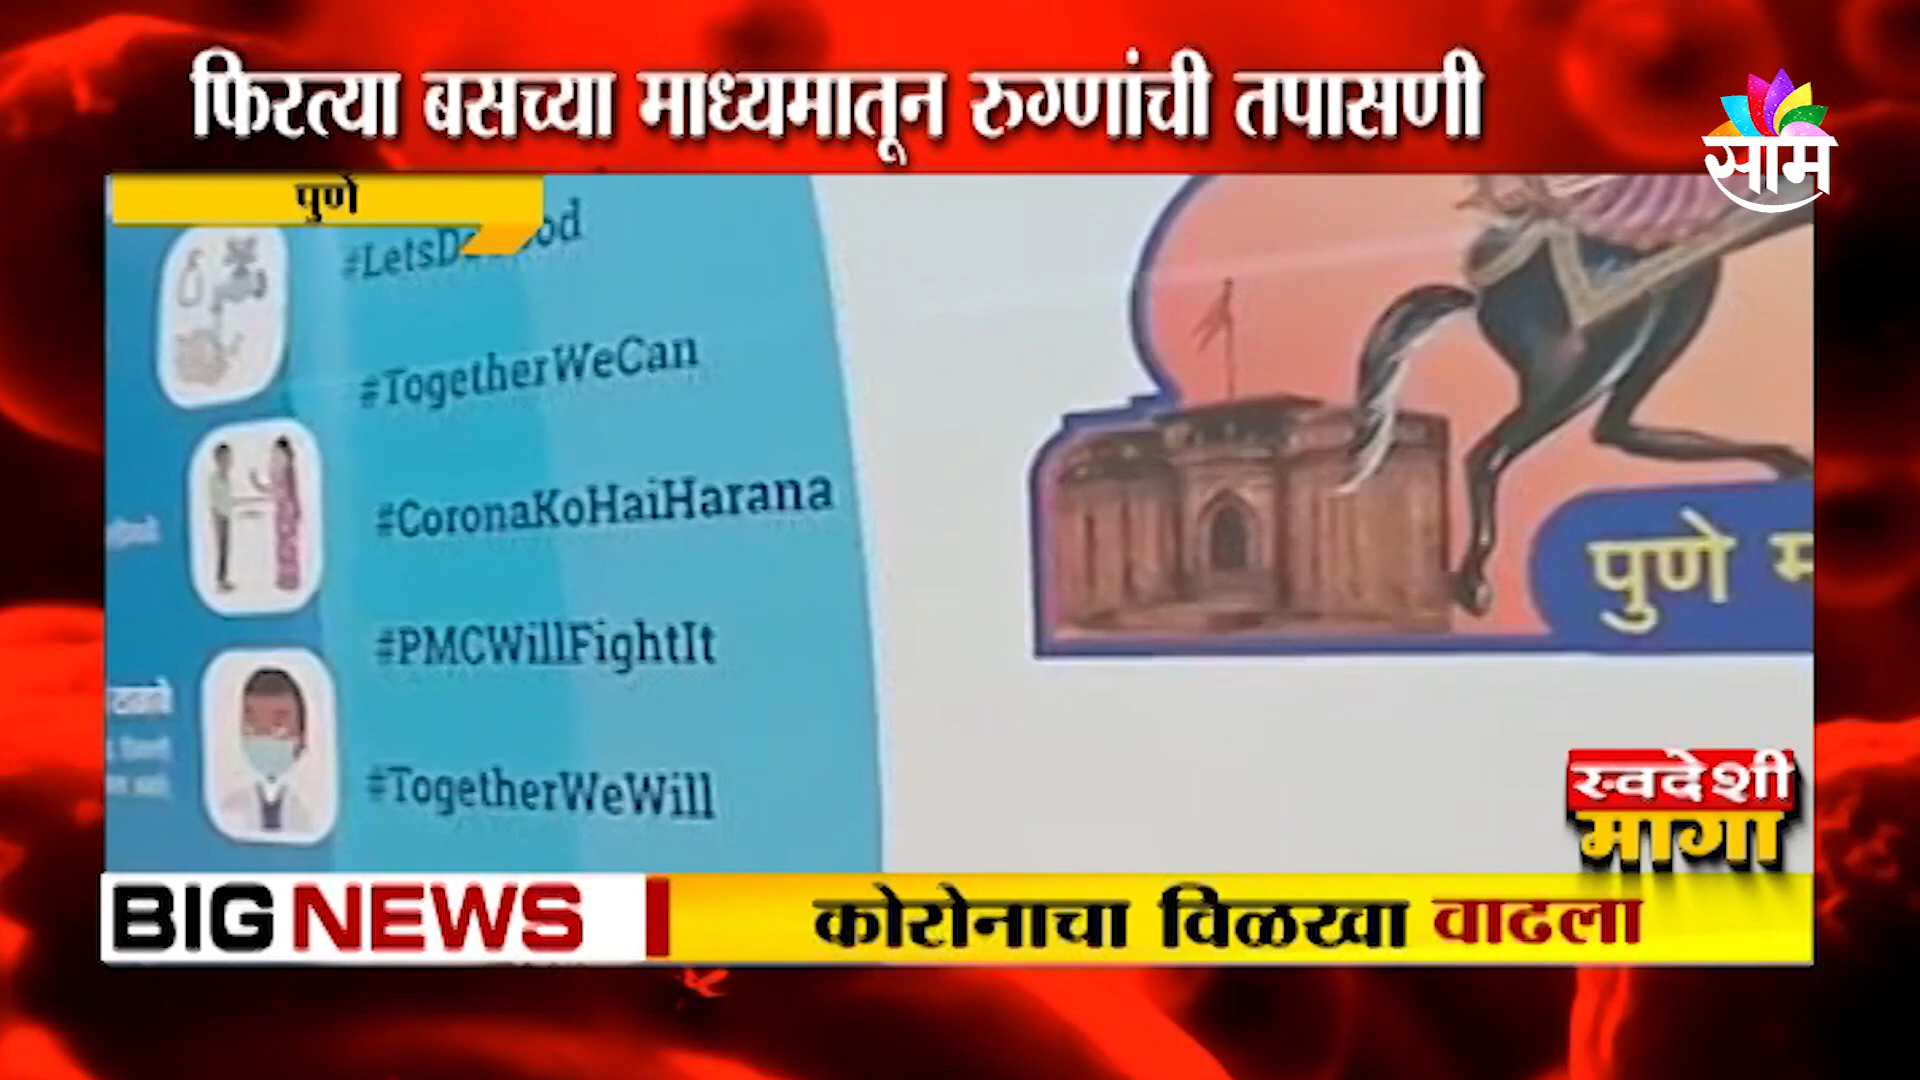 फिरत्या बसच्या माध्यमातून रुग्णांची तपासणी
साम
पुणे
#TogetherWeCan
#CoronaKoHaiHarana
#PMCWillFightIt
#TogetherWeWill
पुणे
स्वदेशी
मागा
BIG NEWS
कोरोनाचा विळखा वाढला